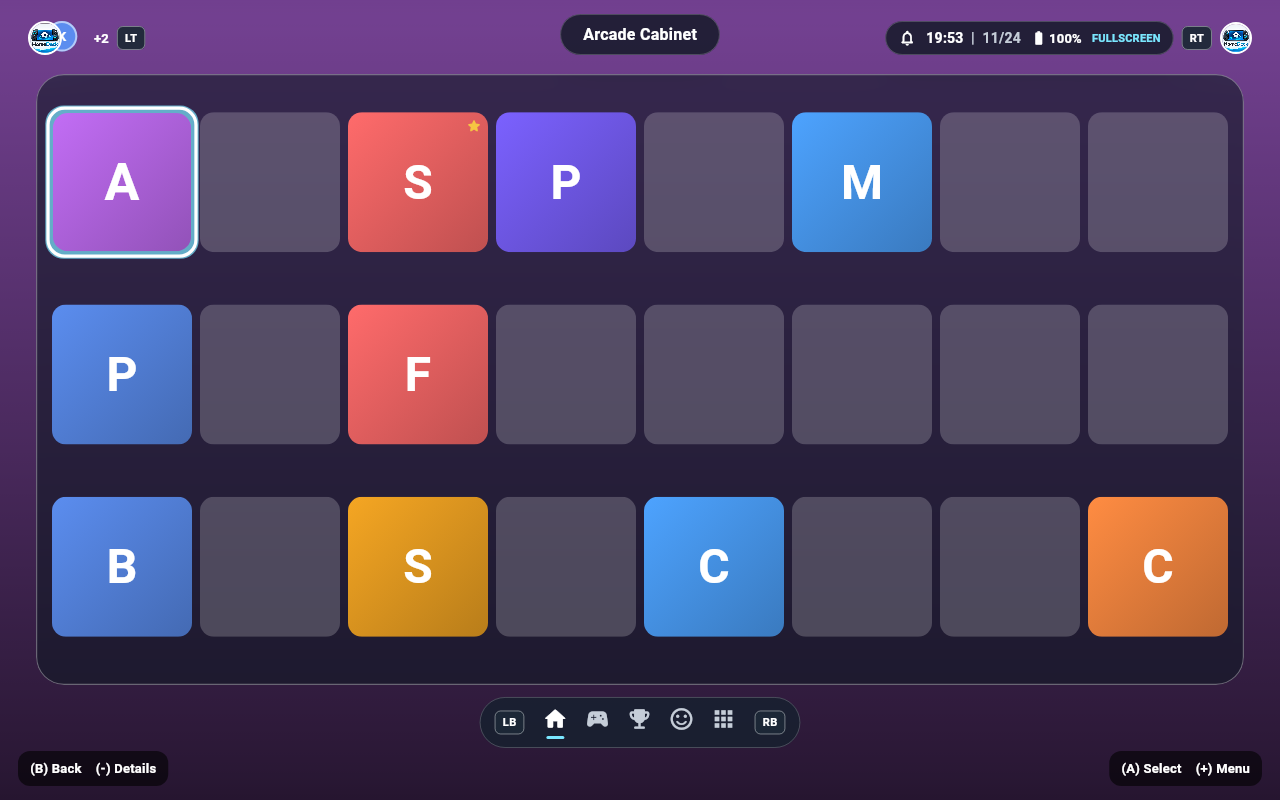 K
+2
LT
Arcade Cabinet
19:53 | 11/24
100%
FULLSCREEN
RT
A
S
P
M
P
F
B
S
C
C
LB
RB
(B) Back
(-) Details
(A) Select
(+) Menu